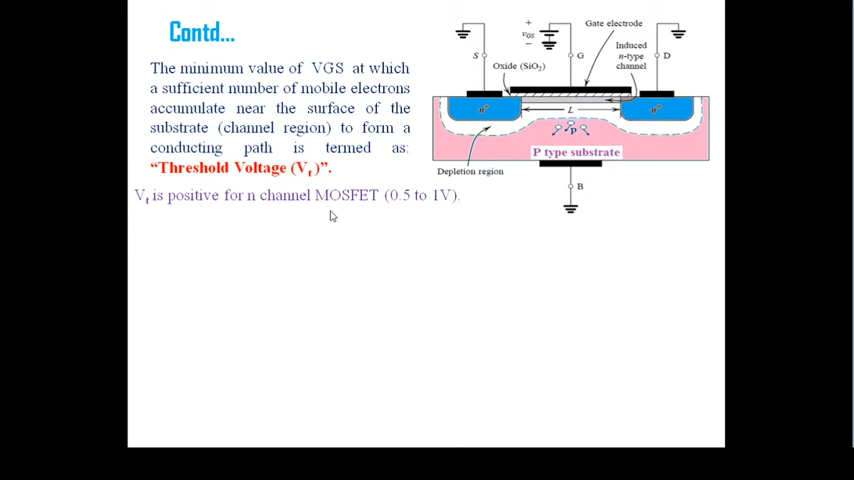 Contd...
The minimum value of VGS at which
a sufficient number of mobile electrons
accumulate near the surface of the
substrate (channel region) to form a
conducting path is termed as:
“Threshold Voltage (Vt)”.
Vt is positive for n channel MOSFET (0.5 to 1V).
Gate electrode
+
vGS
−
Induced
n-type
channel
S
G
D
Oxide (SiO2)
n+
L
n+
p
P type substrate
Depletion region
B